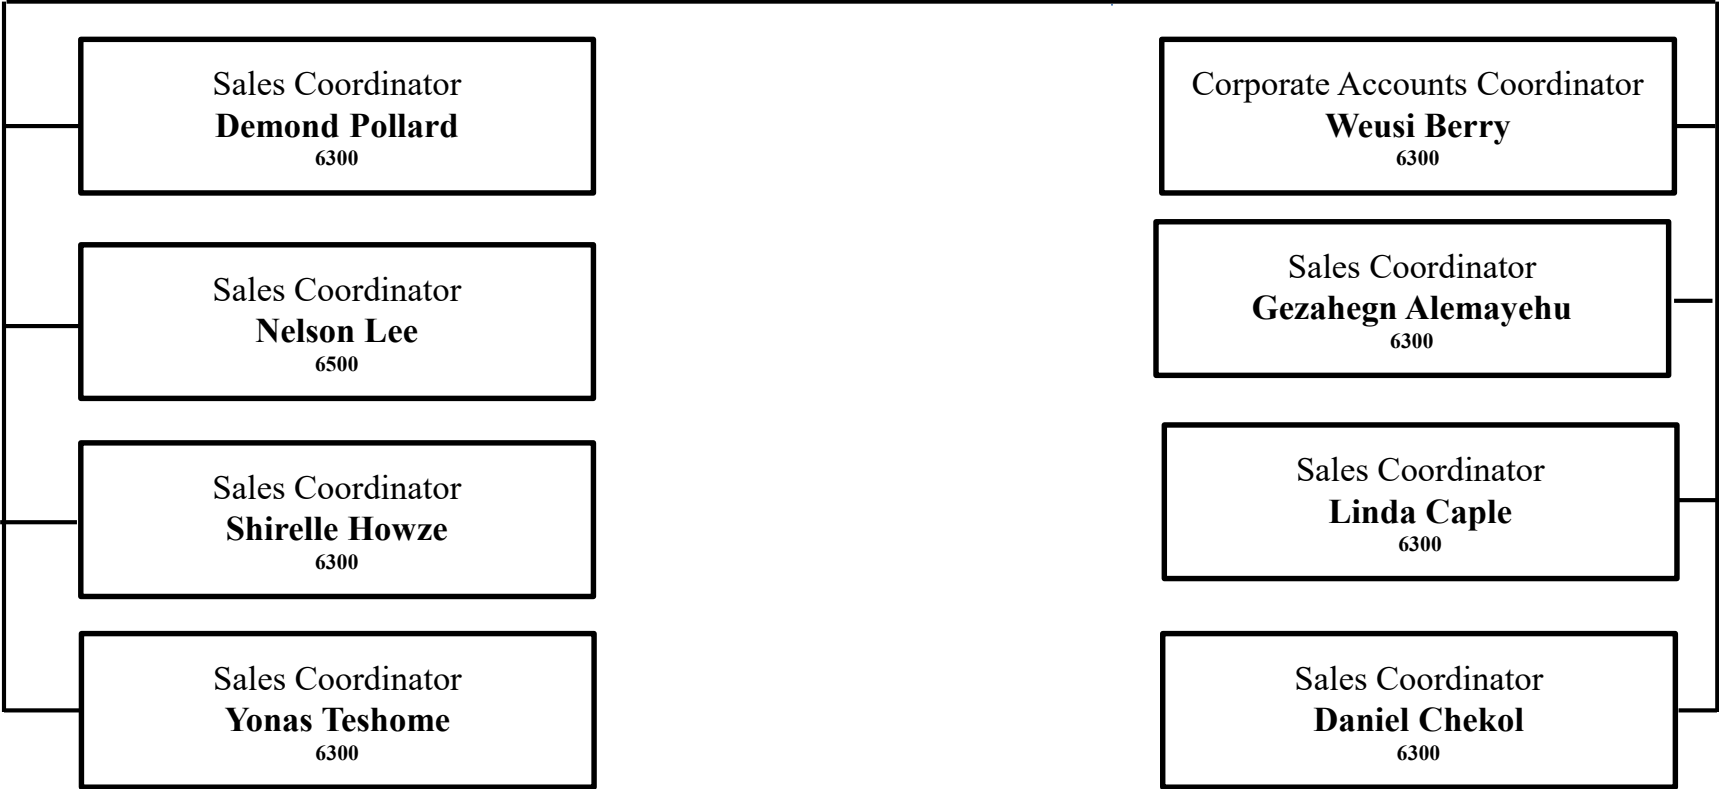 Sales Coordinator
Demond Pollard
6300
Sales Coordinator
Nelson Lee
6500
Sales Coordinator
Shirelle Howze
6300
Sales Coordinator
Yonas Teshome
6300
Corporate Accounts Coordinator
Weusi Berry
6300
Sales Coordinator
Gezahegn Alemayehu
6300
Sales Coordinator
Linda Caple
6300
Sales Coordinator
Daniel Chekol
6300